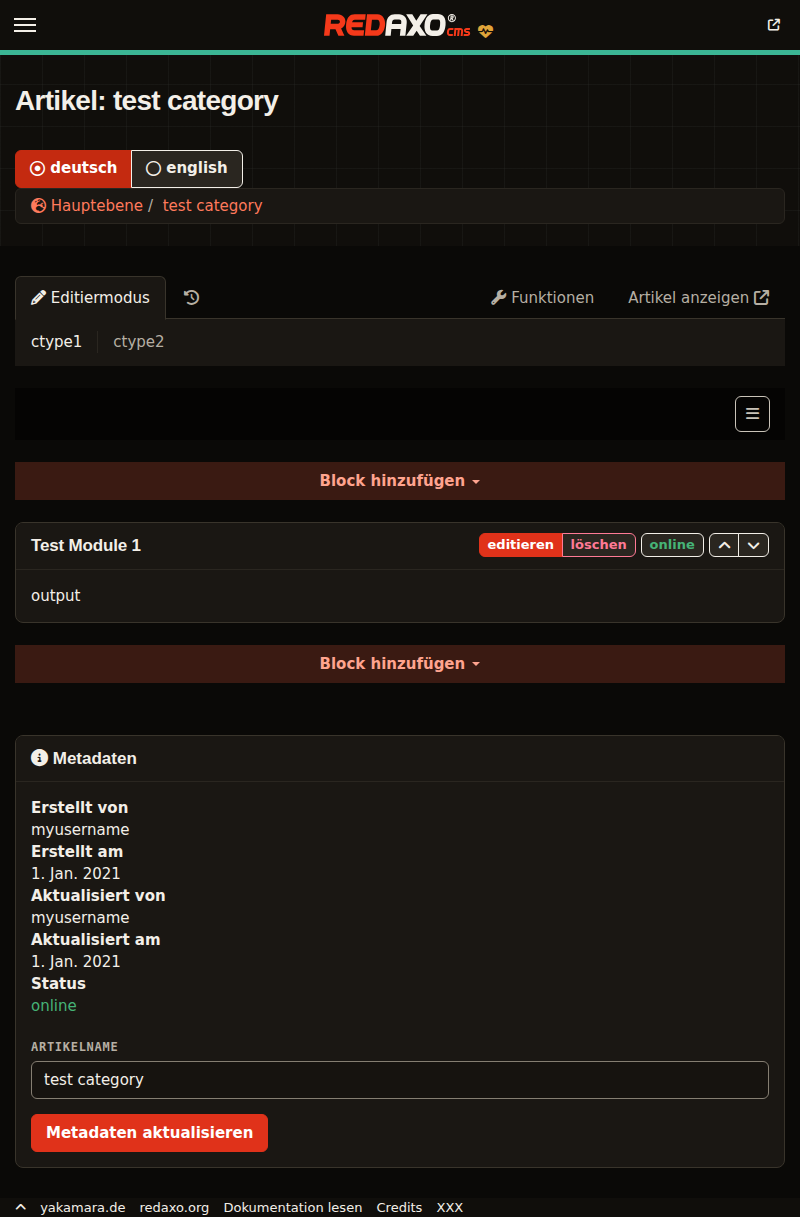 REDAXO® cms
Artikel: test category
deutsch english
Hauptebene / test category
Editiermodus Funktionen Artikel anzeigen
ctype1 ctype2
Block hinzufügen
Test Module 1 editieren löschen online
output
Block hinzufügen
Metadaten
Erstellt von
myusername
Erstellt am
1. Jan. 2021
Aktualisiert von
myusername
Aktualisiert am
1. Jan. 2021
Status
online
ARTIKELNAME
test category
Metadaten aktualisieren
yakamara.de redaxo.org Dokumentation lesen Credits XXX